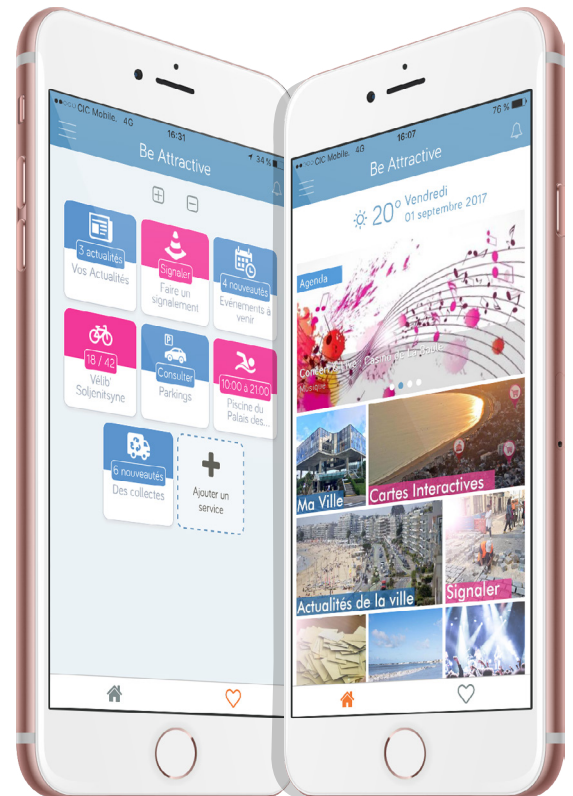 CIC Mobile. 4G
16:31
34 %
Be Attractive
3 actualités
Vos Actualités
Signaler
Faire un
signalement
4 nouveautés
Evénements à
venir
18 / 42
Vélib'
Soljenitsyne
P
Consulter
Parkings
10:00 à 21:00
Piscine du
Palais des...
6 nouveautés
Des collectes
Ajouter un
service
CIC Mobile. 4G
16:07
76 %
Be Attractive
20° Vendredi
01 septembre 2017
Agenda
Musique
Ma Ville
Cartes Interactives
Actualités de la ville
Signaler